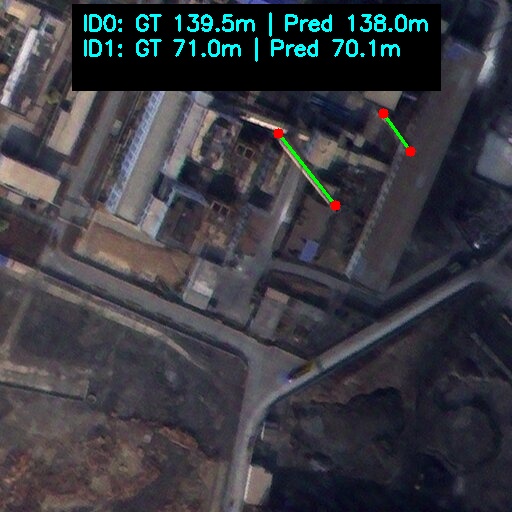 ID0: GT 139.5m | Pred 138.0m
ID1: GT 71.0m | Pred 70.1m